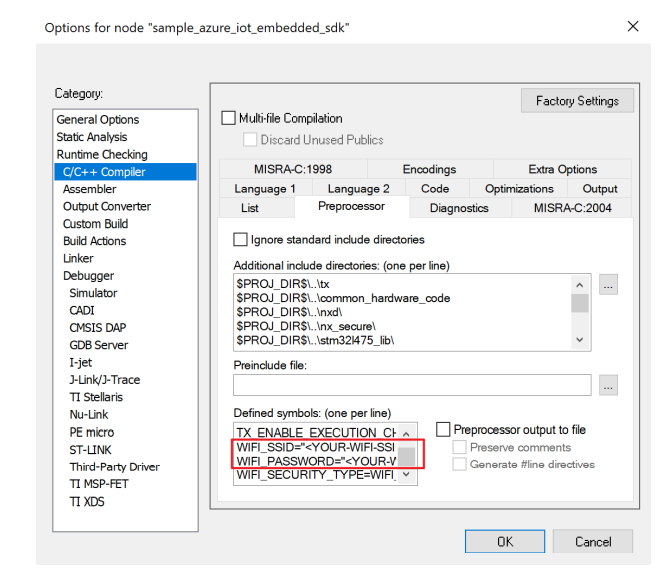 Options for node "sample_azure_iot_embedded_sdk"
Category:
Factory Settings
General Options
Static Analysis
Runtime Checking
C/C++ Compiler
Assembler
Output Converter
Custom Build
Build Actions
Linker
Debugger
Simulator
CADI
CMSIS DAP
GDB Server
I-jet
J-Link/J-Trace
TI Stellaris
Nu-Link
PE micro
ST-LINK
Third-Party Driver
TI MSP-FET
TI XDS
Multi-file Compilation
Discard Unused Publics
MISRA-C:1998 Encodings Extra Options
Language 1 Language 2 Code Optimizations Output
List Preprocessor Diagnostics MISRA-C:2004
Ignore standard include directories
Additional include directories: (one per line)
$PROJ_DIR$\..\tx
$PROJ_DIR$\..\common_hardware_code
$PROJ_DIR$\..\nxd\
$PROJ_DIR$\..\nx_secure\
$PROJ_DIR$\..\stm32l475_lib\
...
Preinclude file:
...
Defined symbols: (one per line)
TX_ENABLE_EXECUTION_CH
WIFI_SSID="<YOUR-WIFI-SSI
WIFI_PASSWORD="<YOUR-W
WIFI_SECURITY_TYPE=WIFI_
Preprocessor output to file
Preserve comments
Generate #line directives
OK Cancel